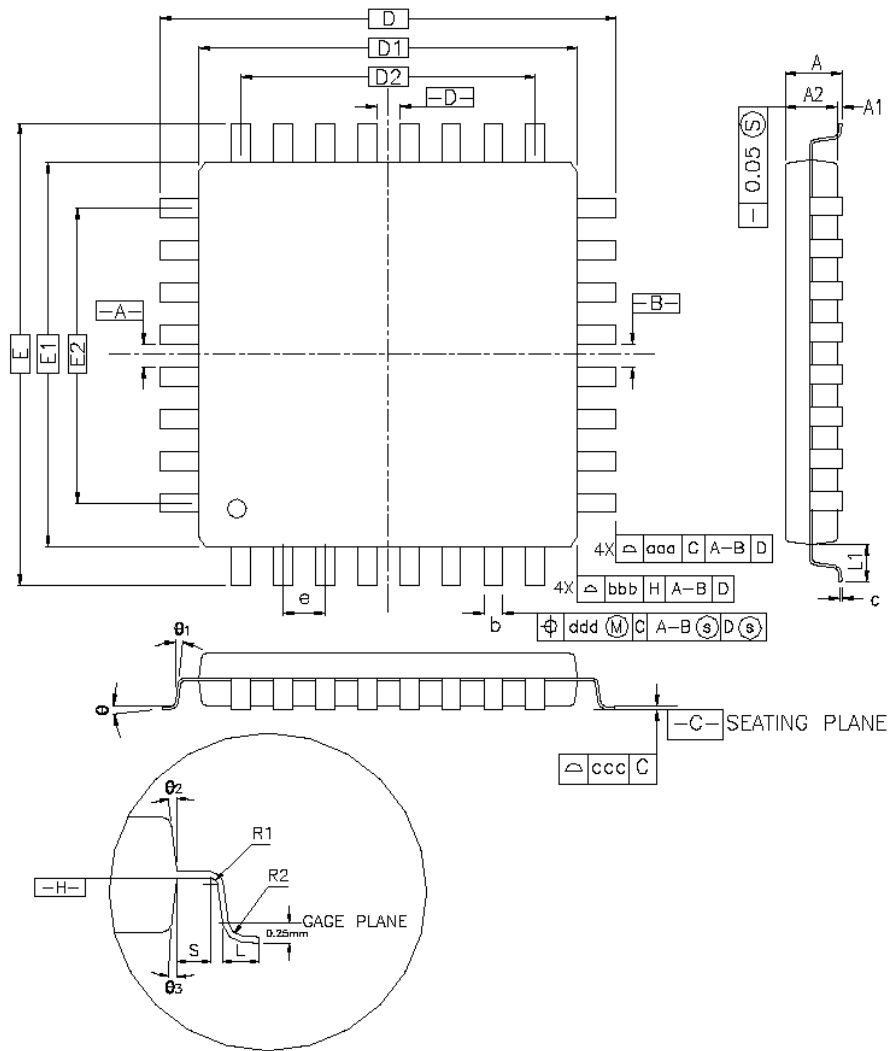 D
D1
D2
-D-
A
A2
A1
- 0.05 S
-A-
-B-
E
E1
E2
4X aaa C A-B D
4X bbb H A-B D
ddd M C A-B S D S
e
b
L1
c
θ1
θ
-C- SEATING PLANE
ccc C
θ2
R1
-H-
R2
GAGE PLANE
0.25mm
S
L
θ3